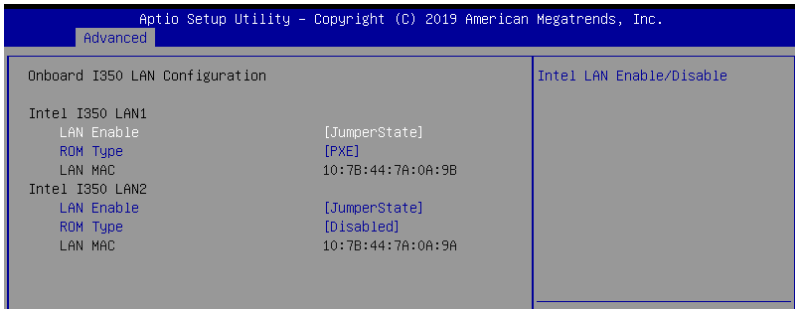 Aptio Setup Utility – Copyright (C) 2019 American Megatrends, Inc.
Advanced
Onboard I350 LAN Configuration
Intel LAN Enable/Disable
Intel I350 LAN1
LAN Enable [JumperState]
ROM Type [PXE]
LAN MAC 10:7B:44:7A:0A:9B
Intel I350 LAN2
LAN Enable [JumperState]
ROM Type [Disabled]
LAN MAC 10:7B:44:7A:0A:9A